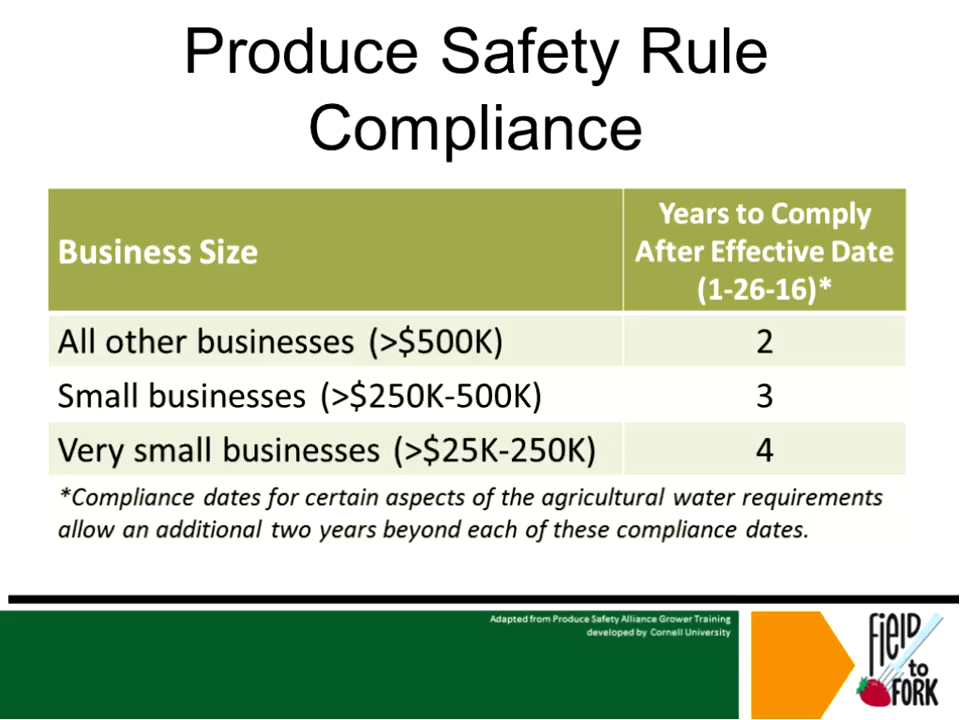 Produce Safety Rule
Compliance
Business Size
Years to Comply
After Effective Date
(1-26-16)*
All other businesses (>$500K)
2
Small businesses (>$250K-500K)
3
Very small businesses (>$25K-250K)
4
*Compliance dates for certain aspects of the agricultural water requirements
allow an additional two years beyond each of these compliance dates.
Adapted from Produce Safety Alliance Grower Training
developed by Cornell University
FiELD
to
FORK